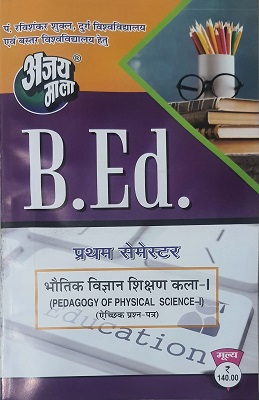 पं. रविशंकर शुक्ल, दुर्ग विश्वविद्यालय
एवं बस्तर विश्वविद्यालय हेतु
अजय®
माला
B.Ed.
प्रथम सेमेस्टर
भौतिक विज्ञान शिक्षण कला-I
(PEDAGOGY OF PHYSICAL SCIENCE-I)
(ऐच्छिक प्रश्न-पत्र)
Education
मूल्य
₹
140.00